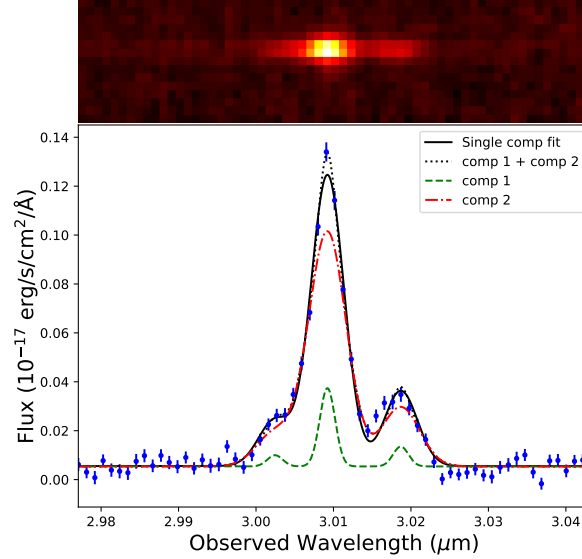 0.14
0.12
0.10
0.08
0.06
0.04
0.02
0.00
Flux (10⁻¹⁷ erg/s/cm²/Å)
Single comp fit
comp 1 + comp 2
comp 1
comp 2
2.98 2.99 3.00 3.01 3.02 3.03 3.04
Observed Wavelength (μm)